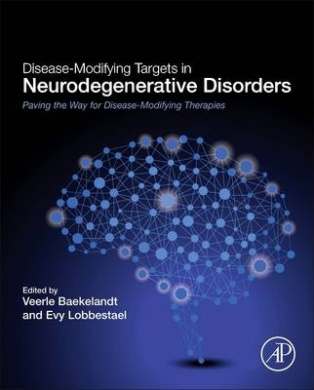 Disease-Modifying Targets in
Neurodegenerative Disorders
Paving the Way for Disease-Modifying Therapies
Edited by
Veerle Baekelandt
and Evy Lobbestael
AP